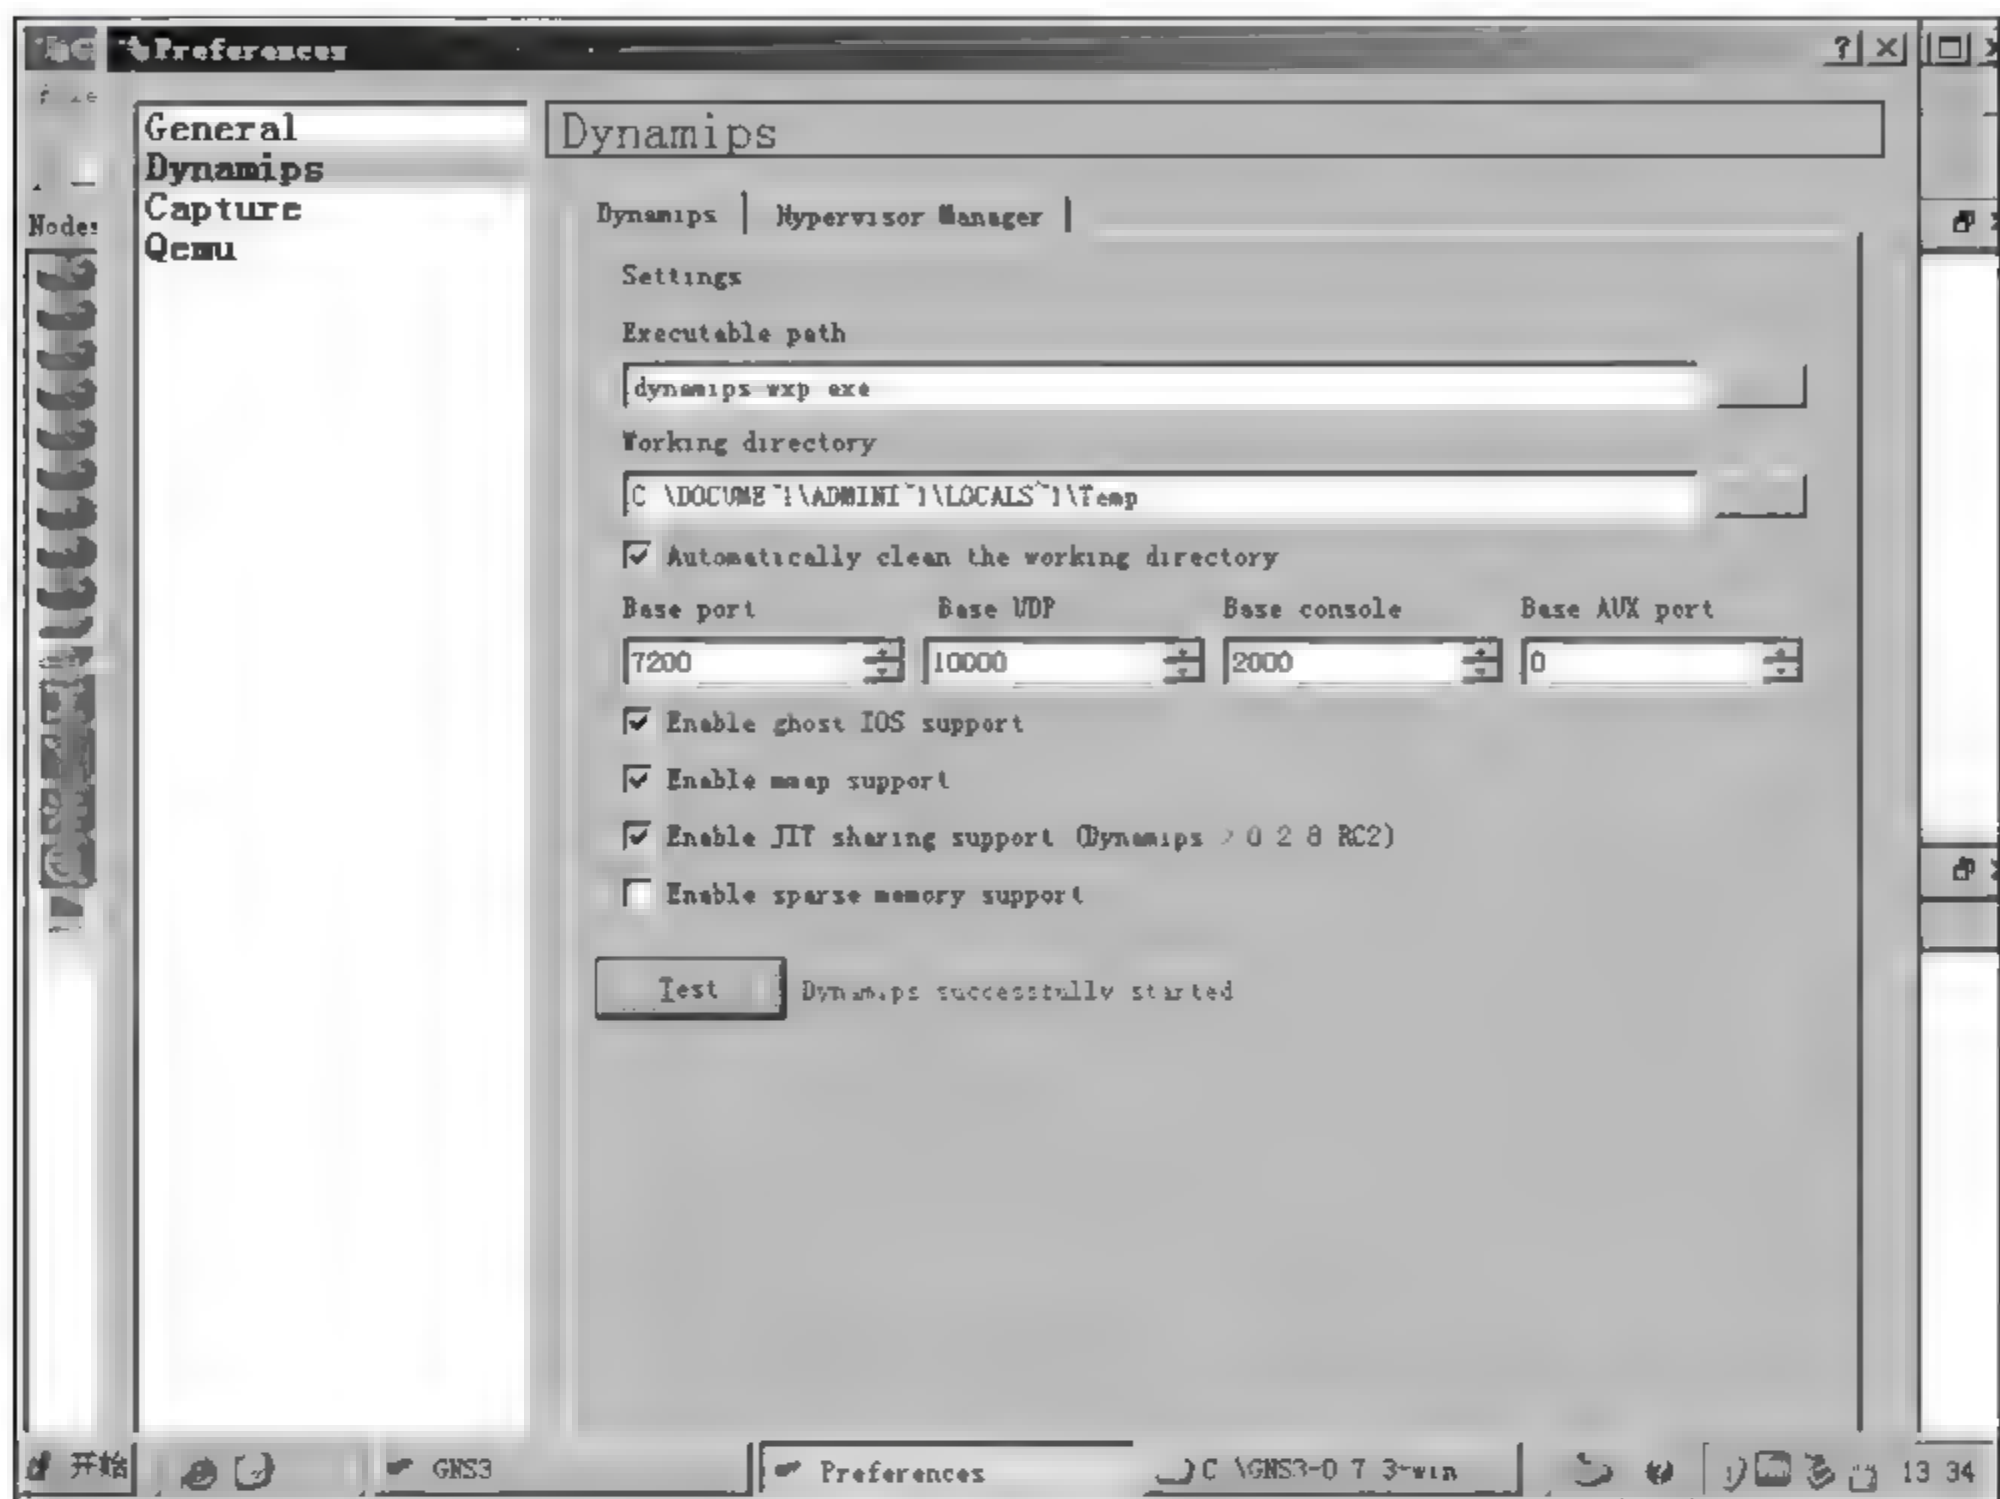 Preferences
General
Dynamips
Capture
Qemu
Nodes
Dynamips
Dynamips
Hypervisor Manager
Settings
Executable path
dynamips wxp exe
Working directory
C \DOCUME~1\ADMINI~1\LOCALS~1\Temp
Automatically clean the working directory
Base port Base UDP Base console Base AUX port
7200 10000 2000 0
Enable ghost IOS support
Enable mmap support
Enable JIT sharing support (Dynamips > 0 2 8 RC2)
Enable sparse memory support
Test Dynamips successfully started
开始 GNS3 Preferences C \GNS3-0 7 3-win 13 34